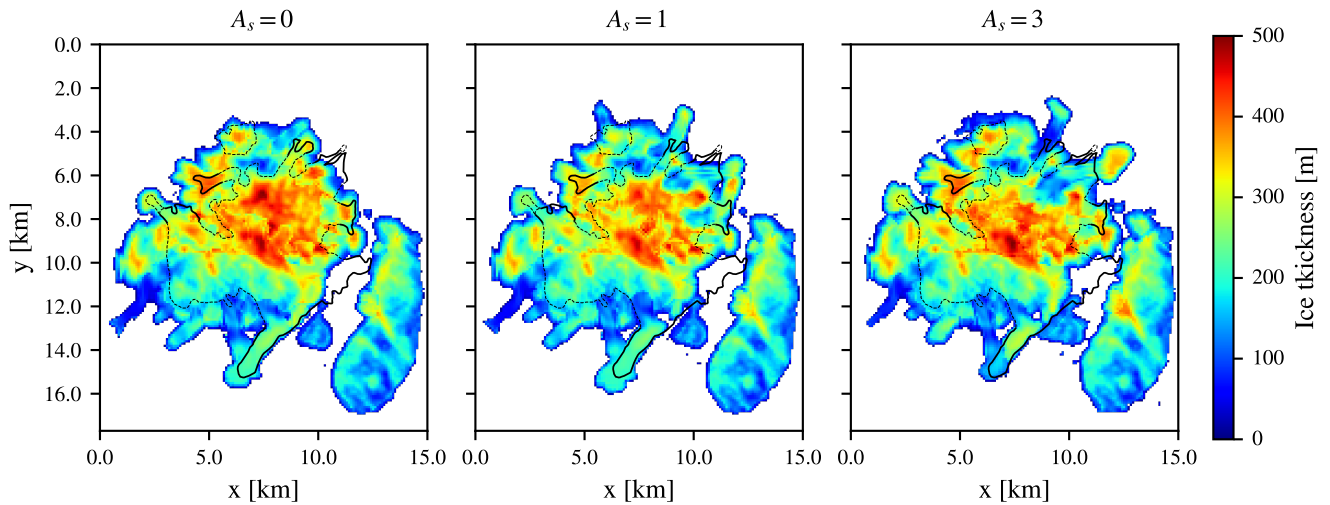 A_s = 0
A_s = 1
A_s = 3
0.0
2.0
4.0
6.0
8.0
10.0
12.0
14.0
16.0
y [km]
0.0 5.0 10.0 15.0
0.0 5.0 10.0 15.0
0.0 5.0 10.0 15.0
x [km]
x [km]
x [km]
500
400
300
200
100
0
Ice tkickness [m]